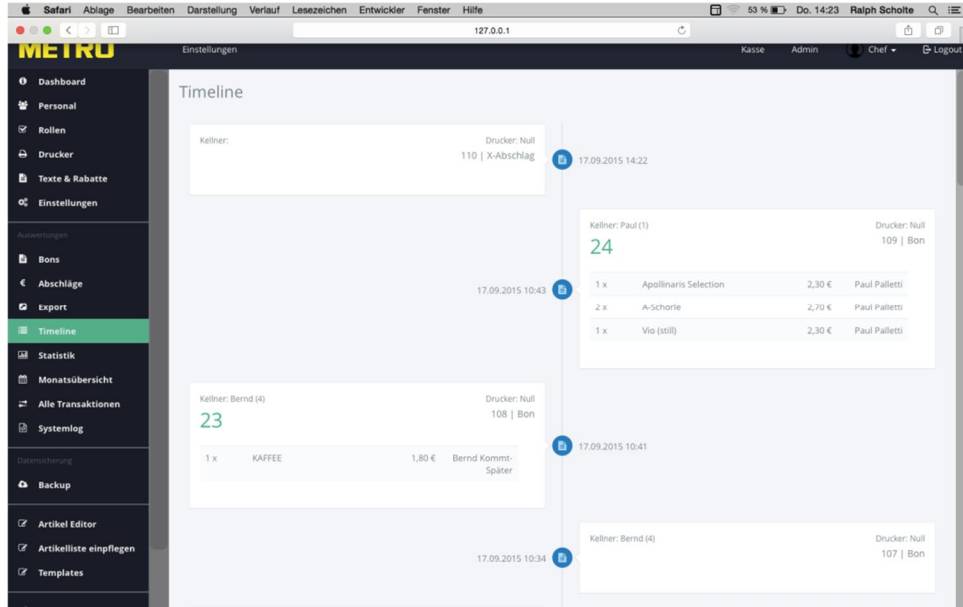 Safari Ablage Bearbeiten Darstellung Verlauf Lesezeichen Entwickler Fenster Hilfe 53 % Do. 14:23 Ralph Scholte
127.0.0.1
METRO Einstellungen Kasse Admin Chef Logout
Dashboard
Personal
Rollen
Drucker
Texte & Rabatte
Einstellungen
Auswertungen
Bons
Abschläge
Export
Timeline
Statistik
Monatsübersicht
Alle Transaktionen
Systemlog
Datensicherung
Backup
Artikel Editor
Artikelliste einpflegen
Templates
Timeline
Kellner: Drucker: Null
110 | X-Abschlag
17.09.2015 14:22
Kellner: Paul (1) Drucker: Null
24 109 | Bon
17.09.2015 10:43
1 x Apollinaris Selection 2,30 € Paul Palletti
2 x A-Schorle 2,70 € Paul Palletti
1 x Vio (still) 2,30 € Paul Palletti
Kellner: Bernd (4) Drucker: Null
23 108 | Bon
17.09.2015 10:41
1 x KAFFEE 1,80 € Bernd Kommt-
Später
Kellner: Bernd (4) Drucker: Null
107 | Bon
17.09.2015 10:34